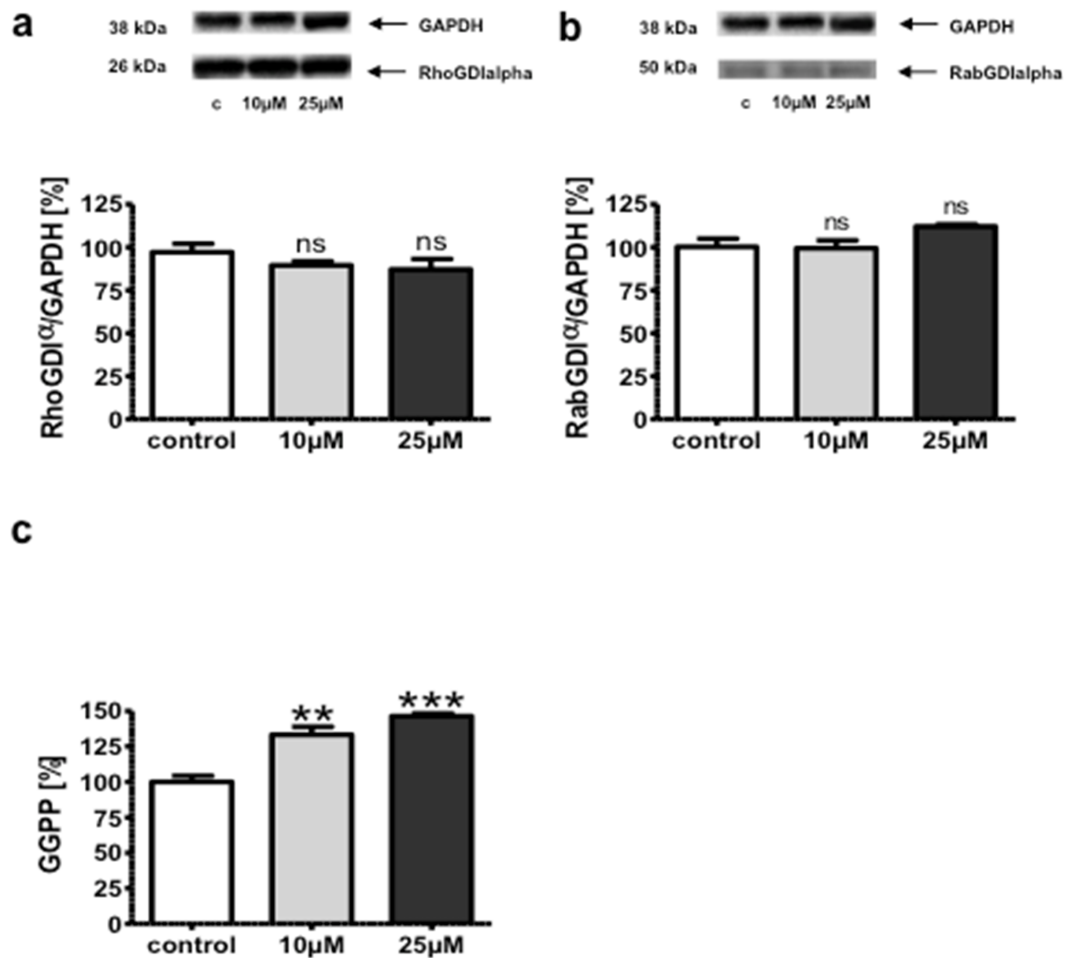 a
38 kDa
GAPDH
26 kDa
RhoGDIalpha
c 10µM 25µM
RhoGDIα/GAPDH [%]
125
100
75
50
25
0
ns
ns
control 10µM 25µM
b
38 kDa
GAPDH
50 kDa
RabGDIalpha
c 10µM 25µM
RabGDIα/GAPDH [%]
125
100
75
50
25
0
ns
ns
control 10µM 25µM
c
GGPP [%]
150
125
100
75
50
25
0
**
***
control 10µM 25µM